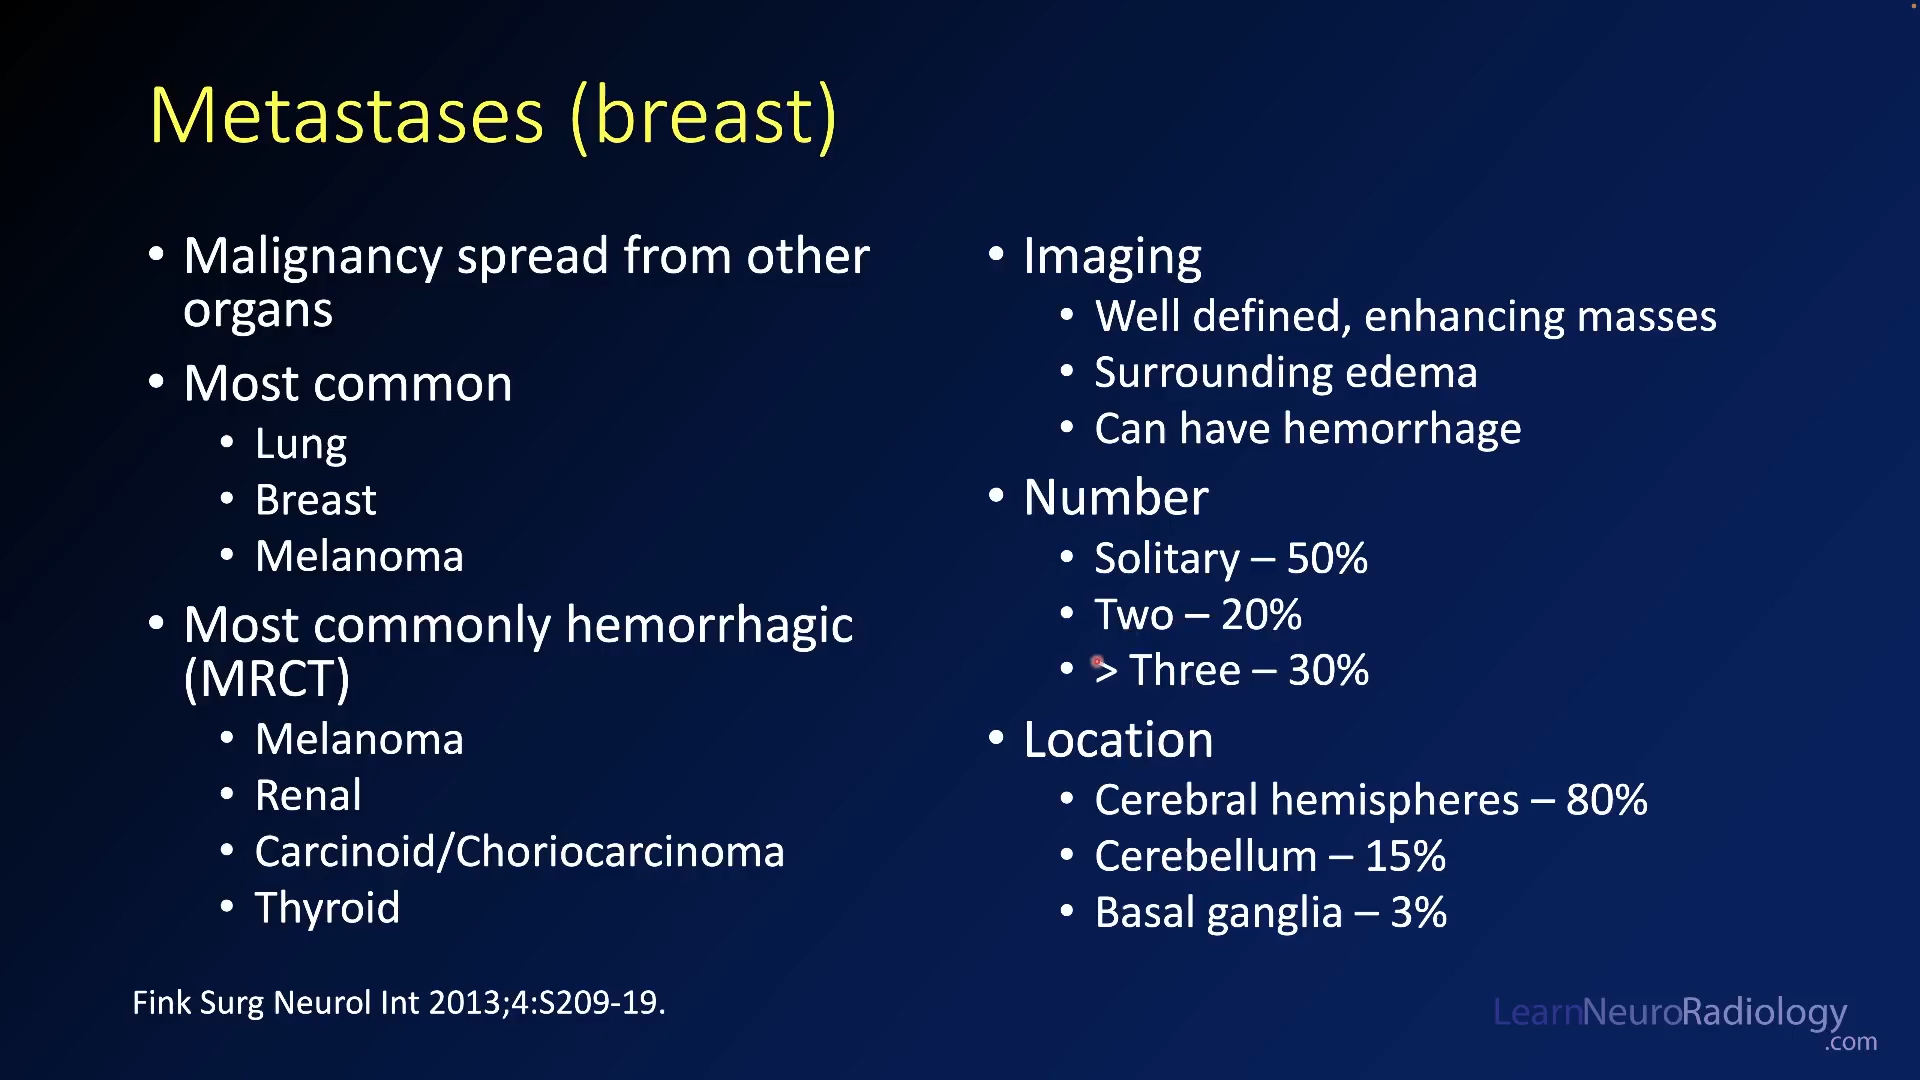 Metastases (breast)
• Malignancy spread from other
organs
• Most common
• Lung
• Breast
• Melanoma
• Most commonly hemorrhagic
(MRCT)
• Melanoma
• Renal
• Carcinoid/Choriocarcinoma
• Thyroid
• Imaging
• Well defined, enhancing masses
• Surrounding edema
• Can have hemorrhage
• Number
• Solitary – 50%
• Two – 20%
• > Three – 30%
• Location
• Cerebral hemispheres – 80%
• Cerebellum – 15%
• Basal ganglia – 3%
Fink Surg Neurol Int 2013;4:S209-19.
LearnNeuroRadiology
.com